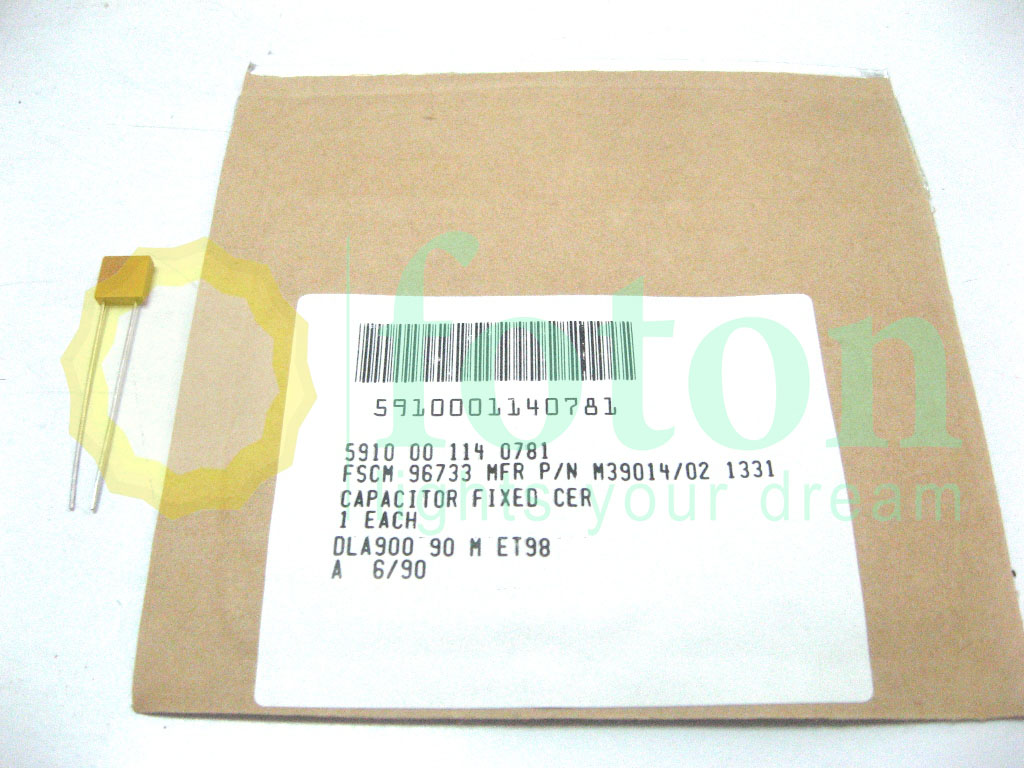 5910001140781
5910 00 114 0781
FSCM 96733 MFR P/N M39014/02 1331
CAPACITOR FIXED CER
1 EACH
DLA900 90 M ET98
A 6/90
foton
lights your dream